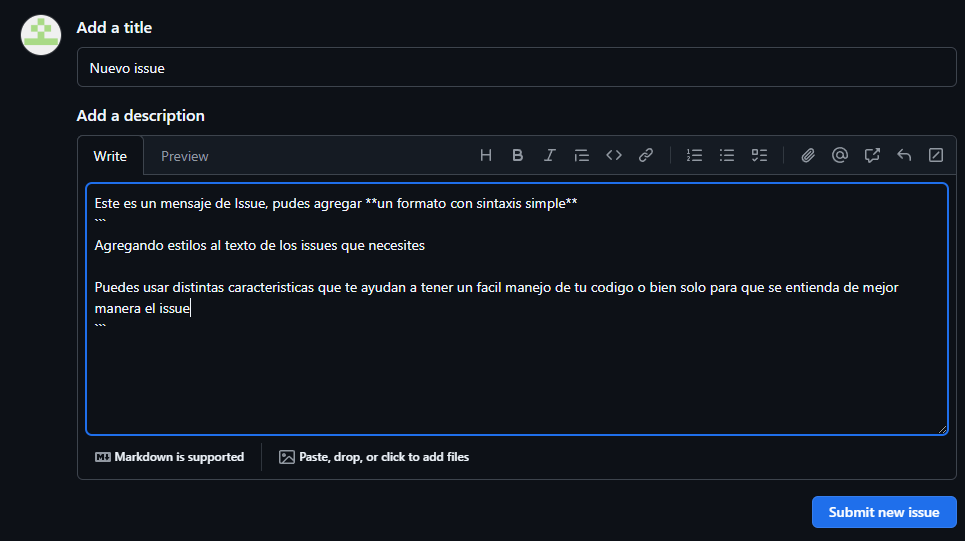 Add a title
Nuevo issue
Add a description
Write Preview
Este es un mensaje de Issue, pudes agregar **un formato con sintaxis simple**
```
Agregando estilos al texto de los issues que necesites
Puedes usar distintas caracteristicas que te ayudan a tener un facil manejo de tu codigo o bien solo para que se entienda de mejor
manera el issue
```
Markdown is supported Paste, drop, or click to add files
Submit new issue